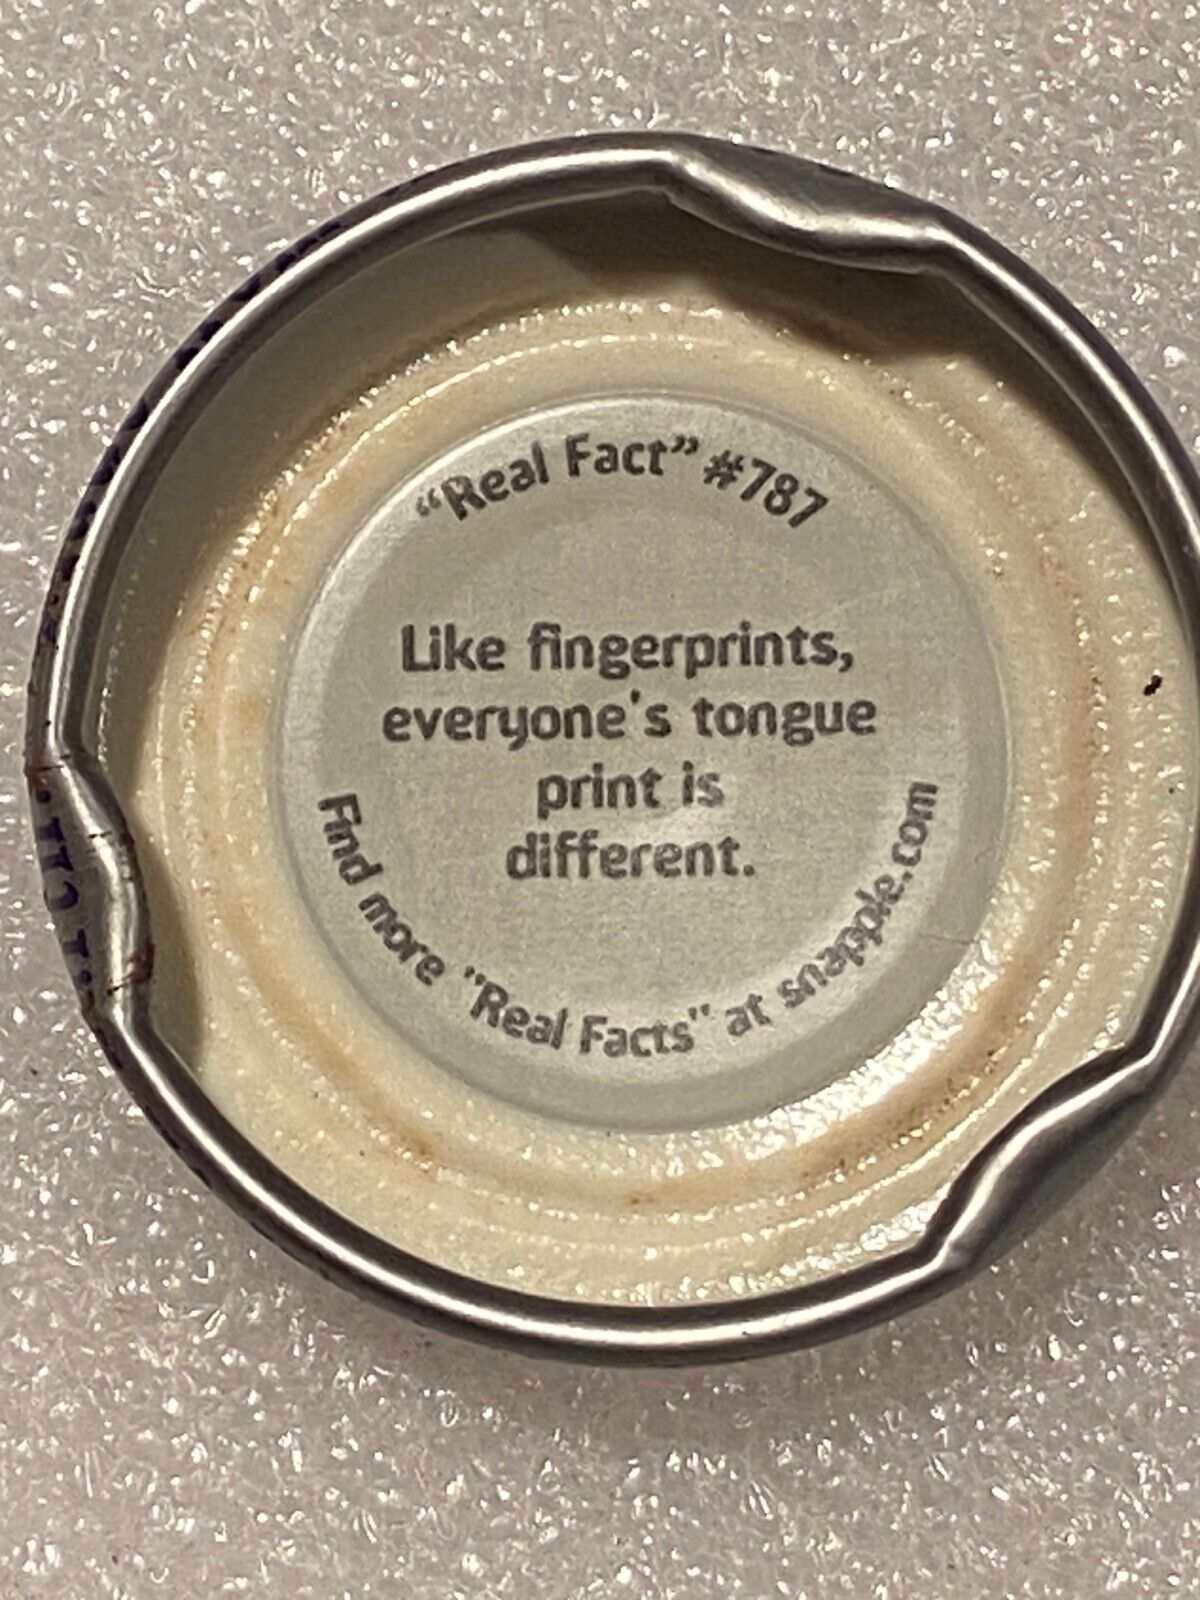 “Real Fact” #787
Like fingerprints,
everyone's tongue
print is
different.
Find more "Real Facts" at snapple.com